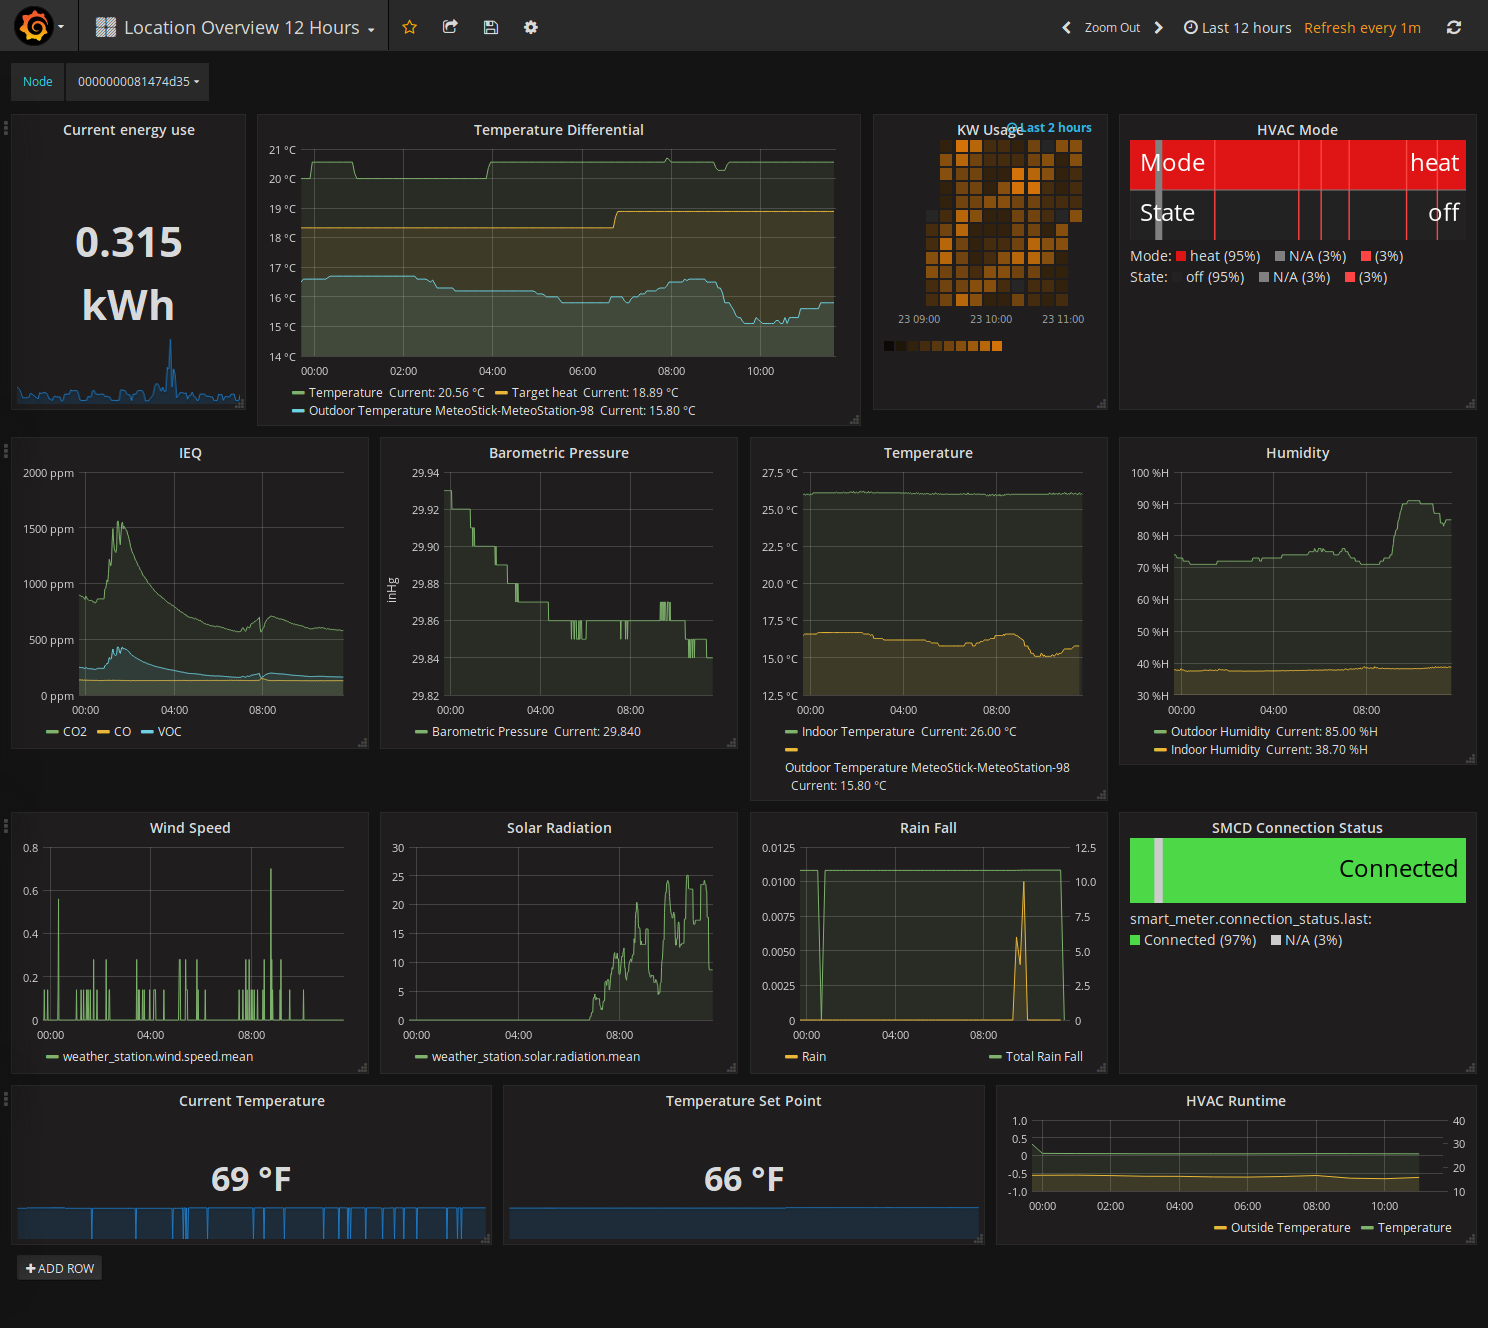 Location Overview 12 Hours
Zoom Out
Last 12 hours
Refresh every 1m
Node
0000000081474d35
Current energy use
0.315
kWh
Temperature Differential
21 °C
20 °C
19 °C
18 °C
17 °C
16 °C
15 °C
14 °C
00:00 02:00 04:00 06:00 08:00 10:00
Temperature Current: 20.56 °C Target heat Current: 18.89 °C
Outdoor Temperature MeteoStick-MeteoStation-98 Current: 15.80 °C
KW Usage
Last 2 hours
23 09:00 23 10:00 23 11:00
HVAC Mode
Mode heat
State off
Mode: heat (95%) N/A (3%) (3%)
State: off (95%) N/A (3%) (3%)
IEQ
2000 ppm
1500 ppm
1000 ppm
500 ppm
0 ppm
00:00 04:00 08:00
CO2 CO VOC
Barometric Pressure
inHg
29.94
29.92
29.90
29.88
29.86
29.84
29.82
00:00 04:00 08:00
Barometric Pressure Current: 29.840
Temperature
27.5 °C
25.0 °C
22.5 °C
20.0 °C
17.5 °C
15.0 °C
12.5 °C
00:00 04:00 08:00
Indoor Temperature Current: 26.00 °C
Outdoor Temperature MeteoStick-MeteoStation-98
Current: 15.80 °C
Humidity
100 %H
90 %H
80 %H
70 %H
60 %H
50 %H
40 %H
30 %H
00:00 04:00 08:00
Outdoor Humidity Current: 85.00 %H
Indoor Humidity Current: 38.70 %H
Wind Speed
0.8
0.6
0.4
0.2
0
00:00 04:00 08:00
weather_station.wind.speed.mean
Solar Radiation
30
25
20
15
10
5
0
00:00 04:00 08:00
weather_station.solar.radiation.mean
Rain Fall
0.0125 12.5
0.0100 10.0
0.0075 7.5
0.0050 5.0
0.0025 2.5
0 0
00:00 04:00 08:00
Rain Total Rain Fall
SMCD Connection Status
Connected
smart_meter.connection_status.last:
Connected (97%) N/A (3%)
Current Temperature
69 °F
Temperature Set Point
66 °F
HVAC Runtime
1.0 40
0.5 30
0
-0.5 20
-1.0 10
00:00 02:00 04:00 06:00 08:00 10:00
Outside Temperature Temperature
ADD ROW